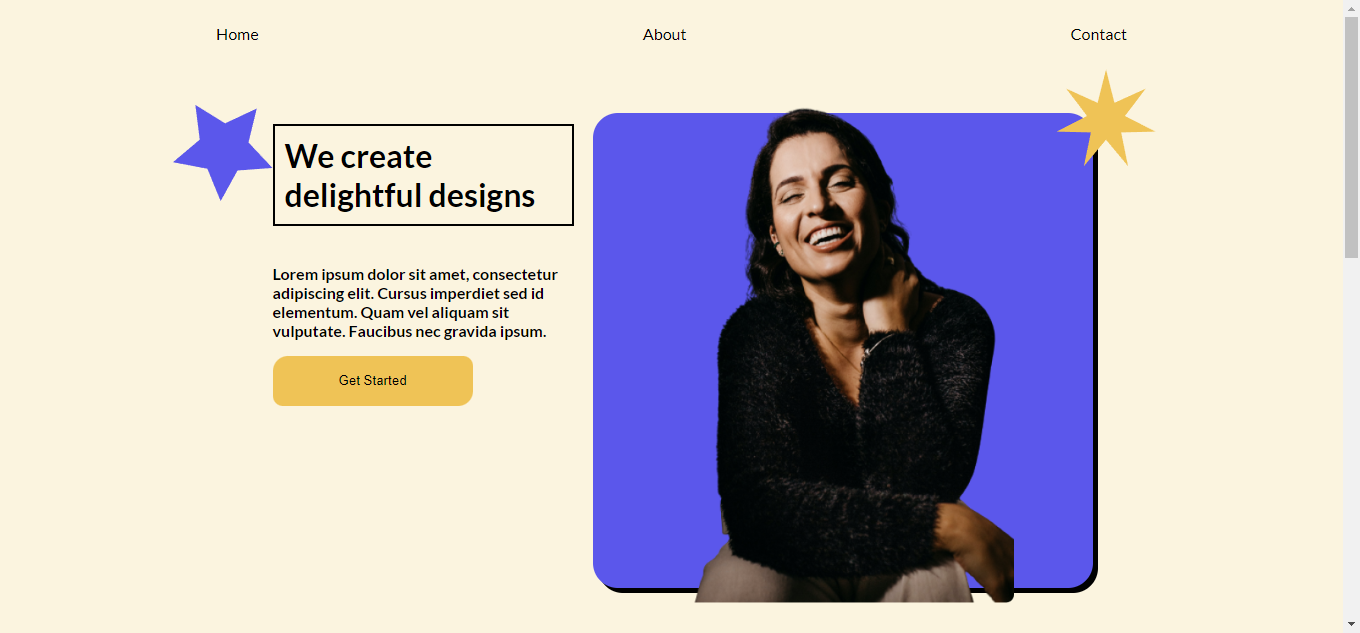 Home
About
Contact
We create
delightful designs
Lorem ipsum dolor sit amet, consectetur
adipiscing elit. Cursus imperdiet sed id
elementum. Quam vel aliquam sit
vulputate. Faucibus nec gravida ipsum.
Get Started